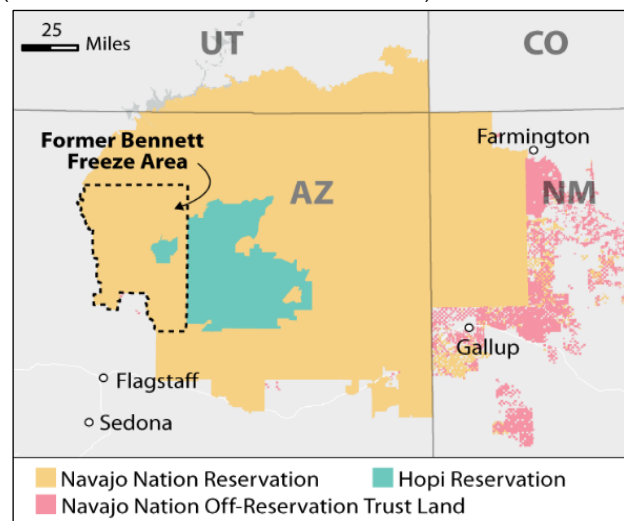 25
Miles
UT
CO
Former Bennett
Freeze Area
Farmington
AZ
NM
Gallup
Flagstaff
Sedona
Navajo Nation Reservation
Hopi Reservation
Navajo Nation Off-Reservation Trust Land